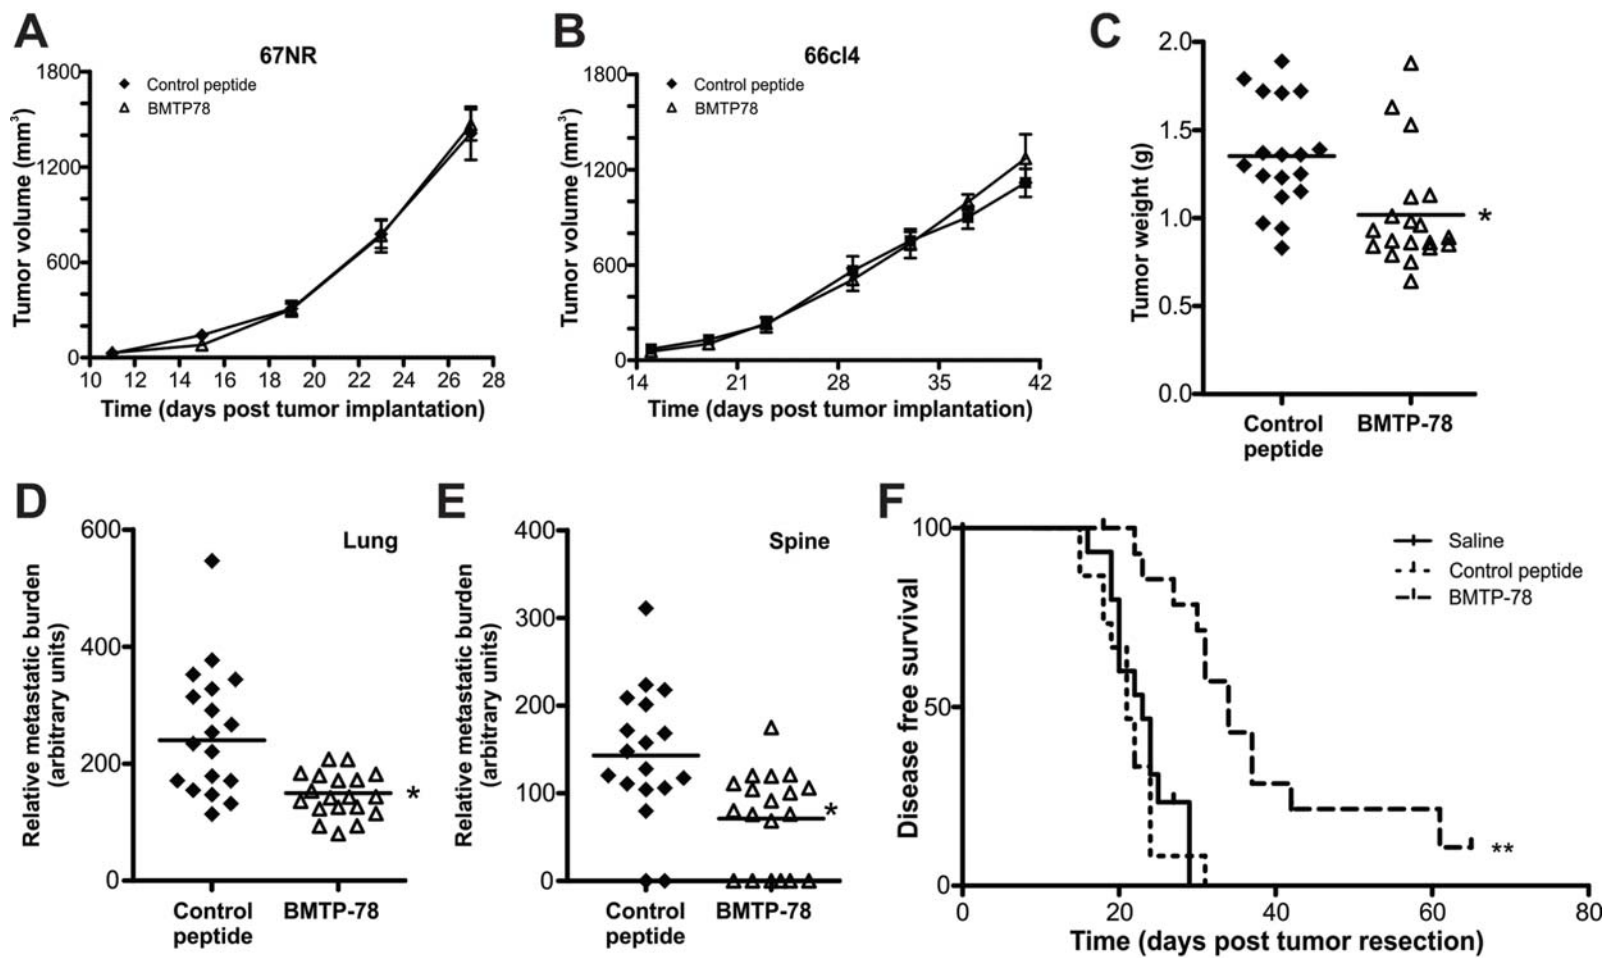 A
67NR
Control peptide
BMTP78
Tumor volume (mm³)
1800
1200
600
0
10 12 14 16 18 20 22 24 26 28
Time (days post tumor implantation)
B
66cl4
Control peptide
BMTP78
Tumor volume (mm³)
1800
1200
600
0
14 21 28 35 42
Time (days post tumor implantation)
C
Tumor weight (g)
2.0
1.5
1.0
0.5
0.0
*
Control
peptide
BMTP-78
D
Lung
Relative metastatic burden
(arbitrary units)
600
400
200
0
*
Control
peptide
BMTP-78
E
Spine
Relative metastatic burden
(arbitrary units)
400
300
200
100
0
*
Control
peptide
BMTP-78
F
Saline
Control peptide
BMTP-78
Disease free survival
100
50
0
**
0 20 40 60 80
Time (days post tumor resection)